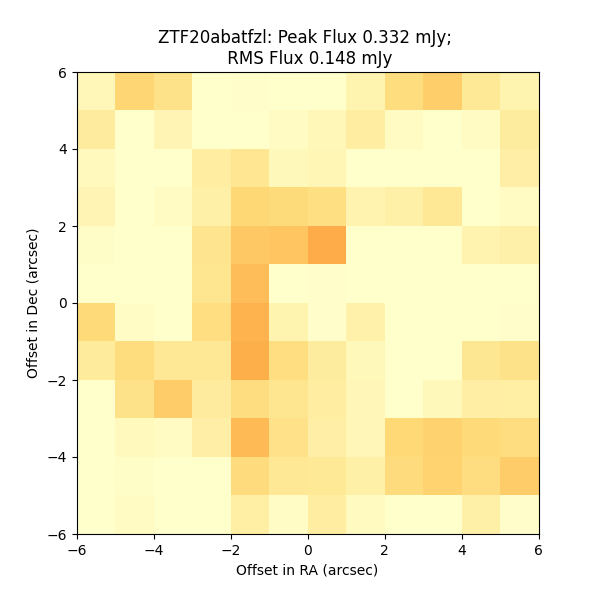 ZTF20abatfzl: Peak Flux 0.332 mJy;
RMS Flux 0.148 mJy
6
4
2
0
−2
−4
−6
Offset in Dec (arcsec)
−6 −4 −2 0 2 4 6
Offset in RA (arcsec)